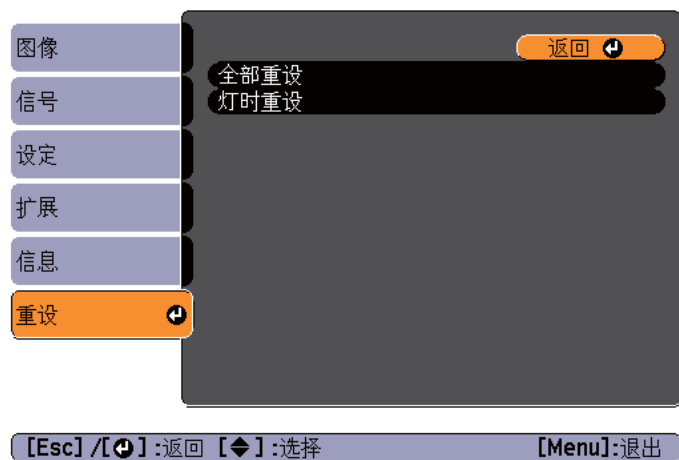 图像
信号
设定
扩展
信息
重设
返回
全部重设
灯时重设
[Esc] /[ ] :返回 [ ] :选择 [Menu]:退出